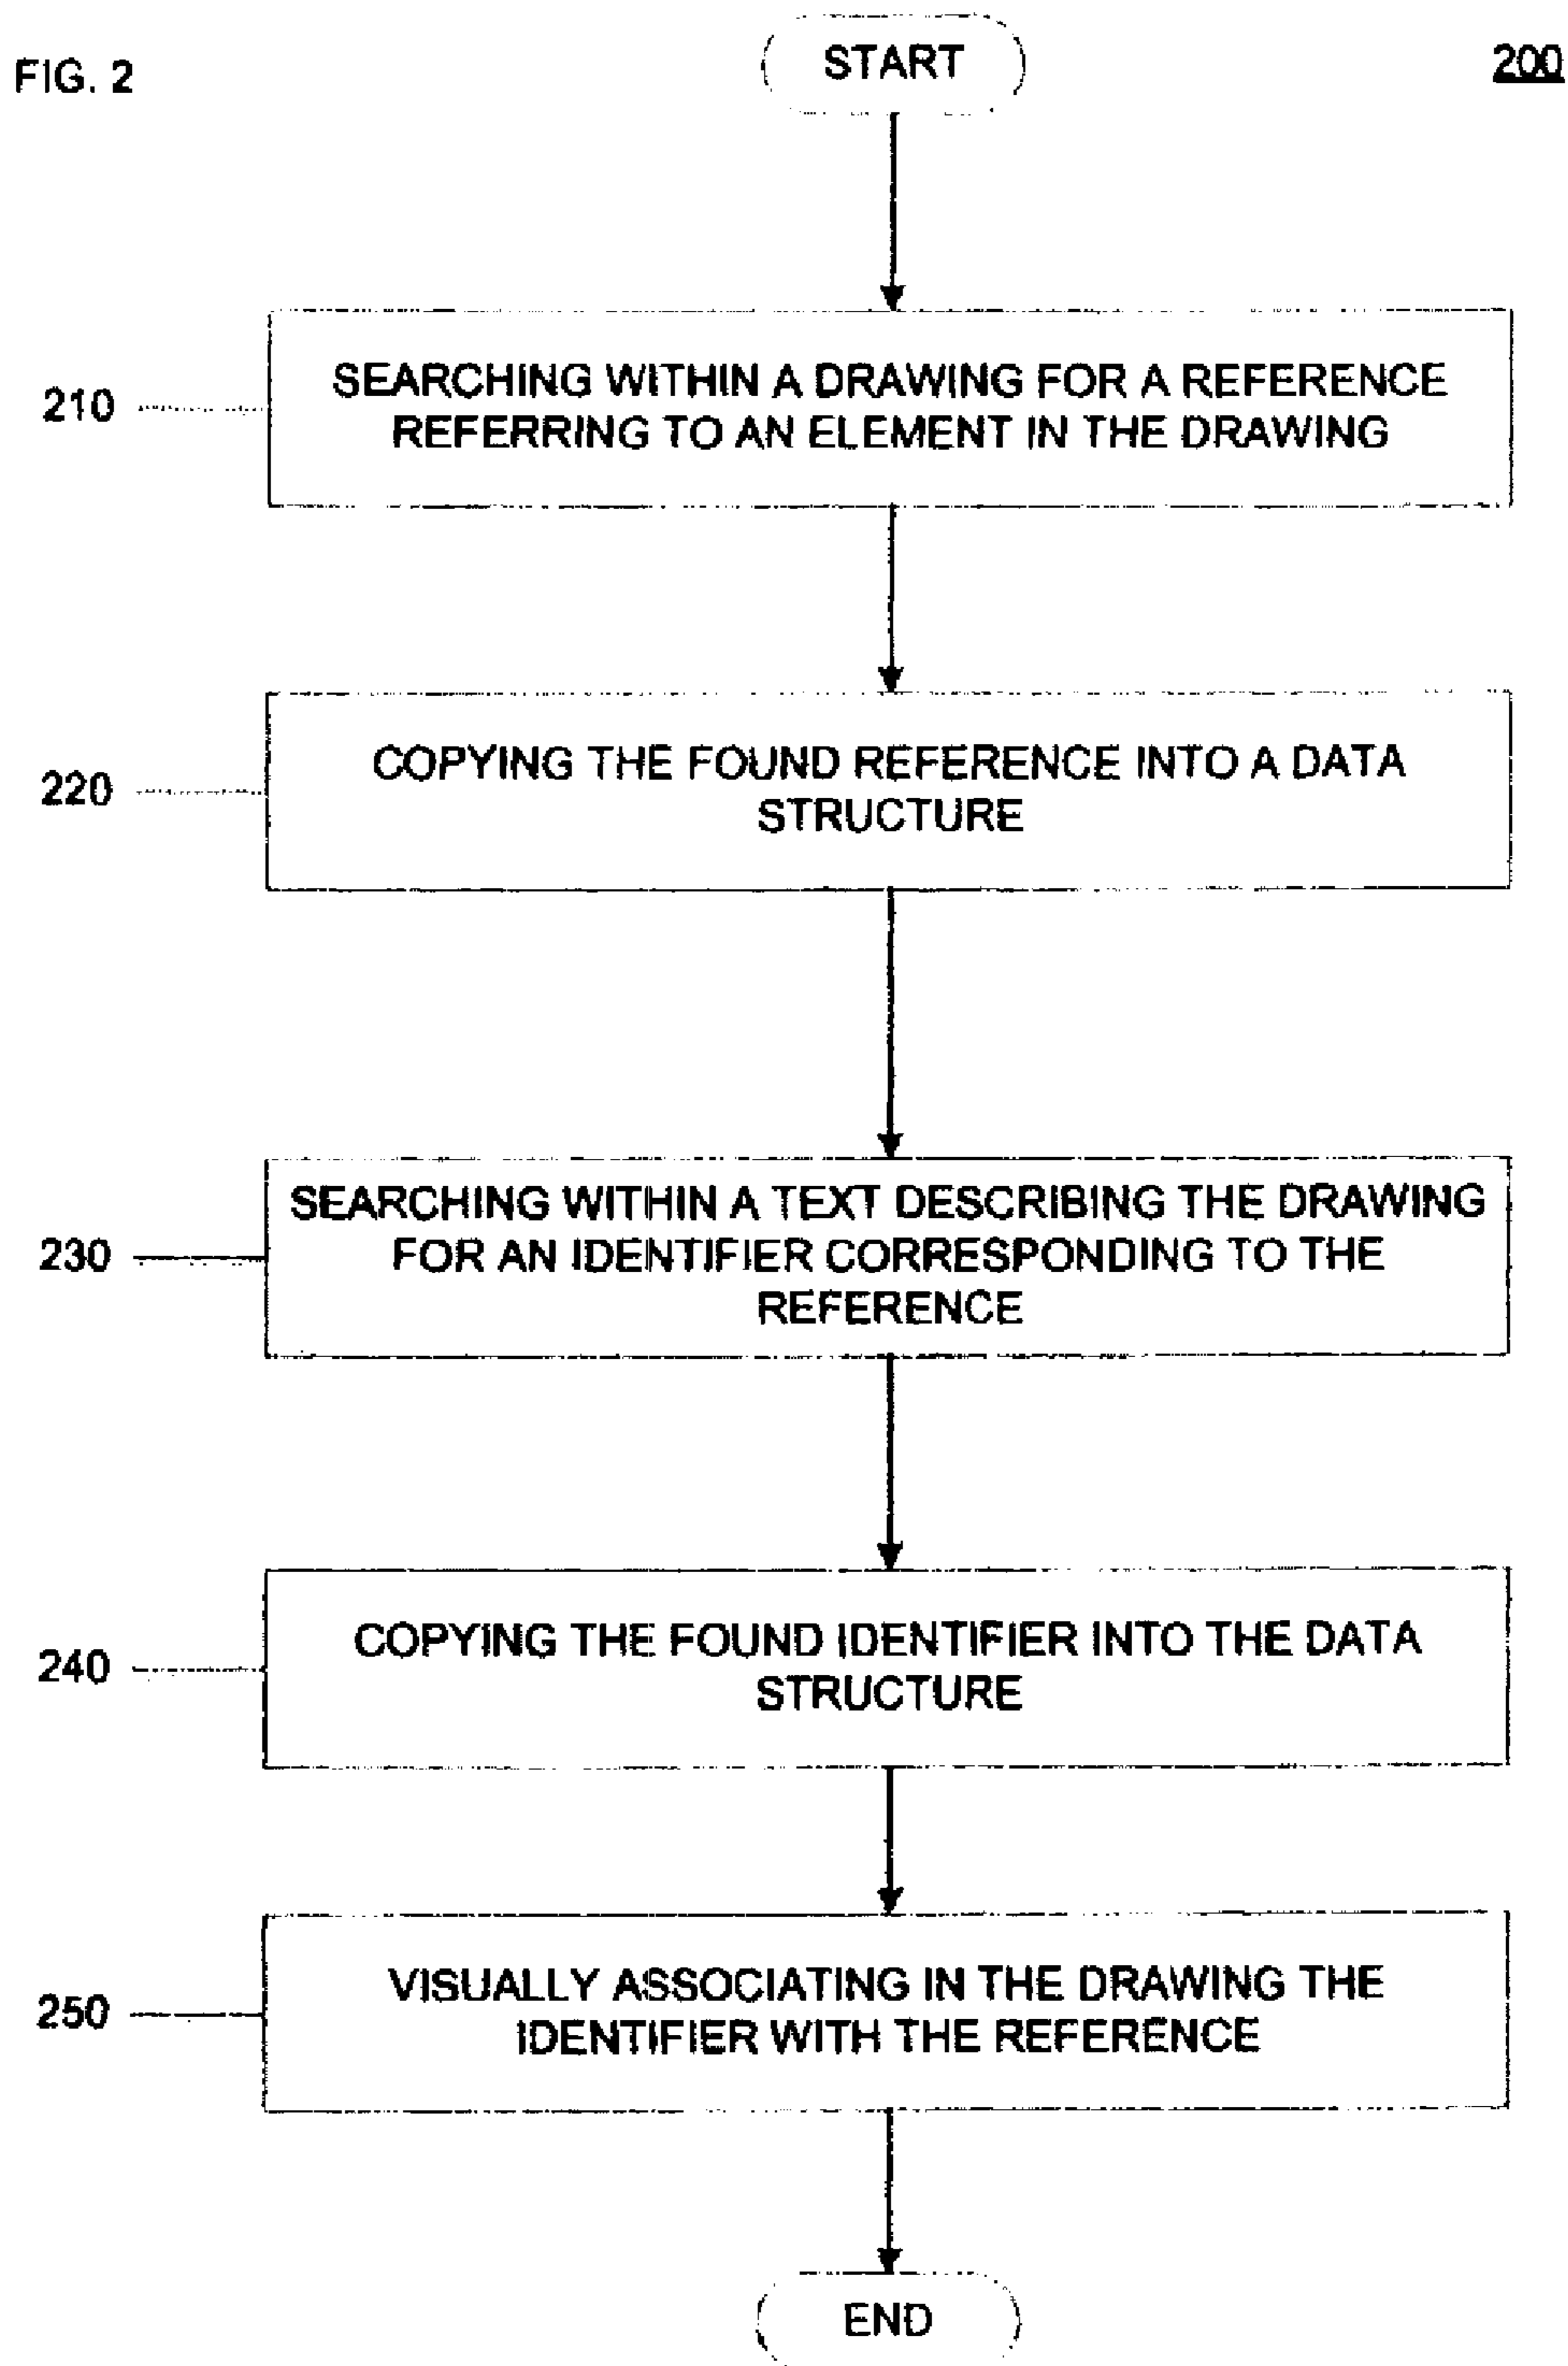 FIG. 2
START
200
210
SEARCHING WITHIN A DRAWING FOR A REFERENCE
REFERRING TO AN ELEMENT IN THE DRAWING
220
COPYING THE FOUND REFERENCE INTO A DATA
STRUCTURE
230
SEARCHING WITHIN A TEXT DESCRIBING THE DRAWING
FOR AN IDENTIFIER CORRESPONDING TO THE
REFERENCE
240
COPYING THE FOUND IDENTIFIER INTO THE DATA
STRUCTURE
250
VISUALLY ASSOCIATING IN THE DRAWING THE
IDENTIFIER WITH THE REFERENCE
END